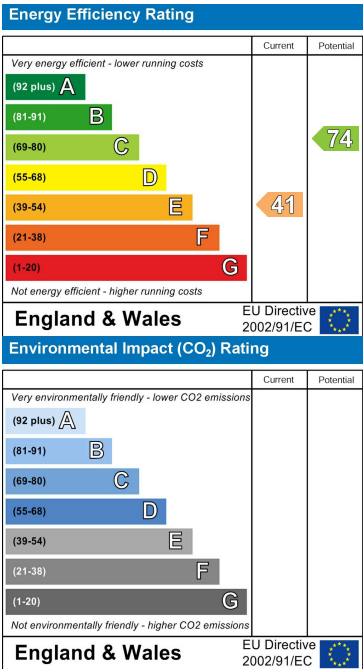 Energy Efficiency Rating
Current Potential
Very energy efficient - lower running costs
(92 plus) A
(81-91) B
(69-80) C
74
(55-68) D
(39-54) E
41
(21-38) F
(1-20) G
Not energy efficient - higher running costs
England & Wales
EU Directive
2002/91/EC
Environmental Impact (CO₂) Rating
Current Potential
Very environmentally friendly - lower CO2 emissions
(92 plus) A
(81-91) B
(69-80) C
(55-68) D
(39-54) E
(21-38) F
(1-20) G
Not environmentally friendly - higher CO2 emissions
England & Wales
EU Directive
2002/91/EC